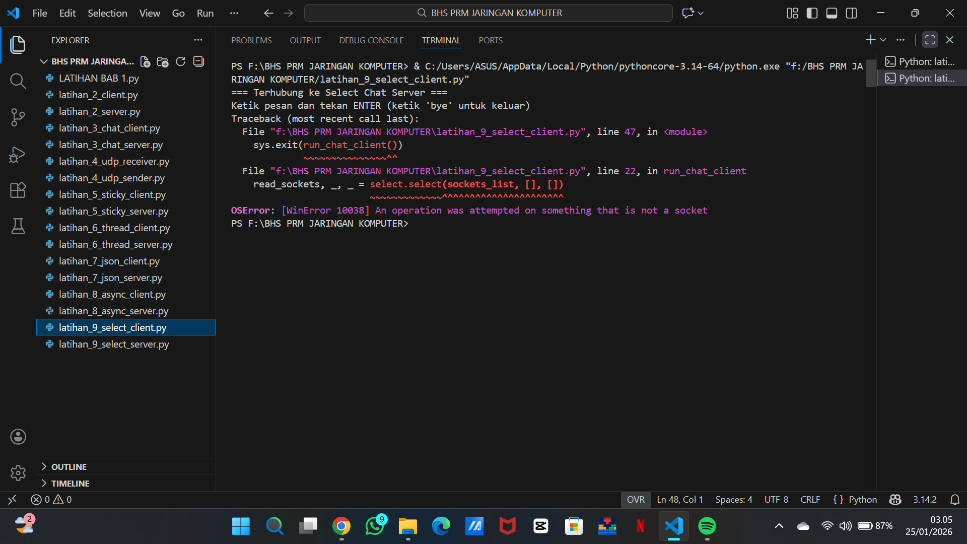 File Edit Selection View Go Run ··· BHS PRM JARINGAN KOMPUTER
EXPLORER ···
PROBLEMS OUTPUT DEBUG CONSOLE TERMINAL PORTS
BHS PRM JARINGA...
LATIHAN BAB 1.py
latihan_2_client.py
latihan_2_server.py
latihan_3_chat_client.py
latihan_3_chat_server.py
latihan_4_udp_receiver.py
latihan_4_udp_sender.py
latihan_5_sticky_client.py
latihan_5_sticky_server.py
latihan_6_thread_client.py
latihan_6_thread_server.py
latihan_7_json_client.py
latihan_7_json_server.py
latihan_8_async_client.py
latihan_8_async_server.py
latihan_9_select_client.py
latihan_9_select_server.py
OUTLINE
TIMELINE
PS F:\BHS PRM JARINGAN KOMPUTER> & C:/Users/ASUS/AppData/Local/Python/pythoncore-3.14-64/python.exe "f:/BHS PRM JA
RINGAN KOMPUTER/latihan_9_select_client.py"
=== Terhubung ke Select Chat Server ===
Ketik pesan dan tekan ENTER (ketik 'bye' untuk keluar)
Traceback (most recent call last):
File "f:\BHS PRM JARINGAN KOMPUTER\latihan_9_select_client.py", line 47, in <module>
sys.exit(run_chat_client())
~~~~~~~~~~~~~~~^^
File "f:\BHS PRM JARINGAN KOMPUTER\latihan_9_select_client.py", line 22, in run_chat_client
read_sockets, _, _ = select.select(sockets_list, [], [])
~~~~~~~~~~~~~^^^^^^^^^^^^^^^^^^^^^^
OSError: [WinError 10038] An operation was attempted on something that is not a socket
PS F:\BHS PRM JARINGAN KOMPUTER>
Python: lati...
Python: lati...
0 0 OVR Ln 48, Col 1 Spaces: 4 UTF 8 CRLF { } Python 3.14.2
2
9
N
87%
03.05
25/01/2026